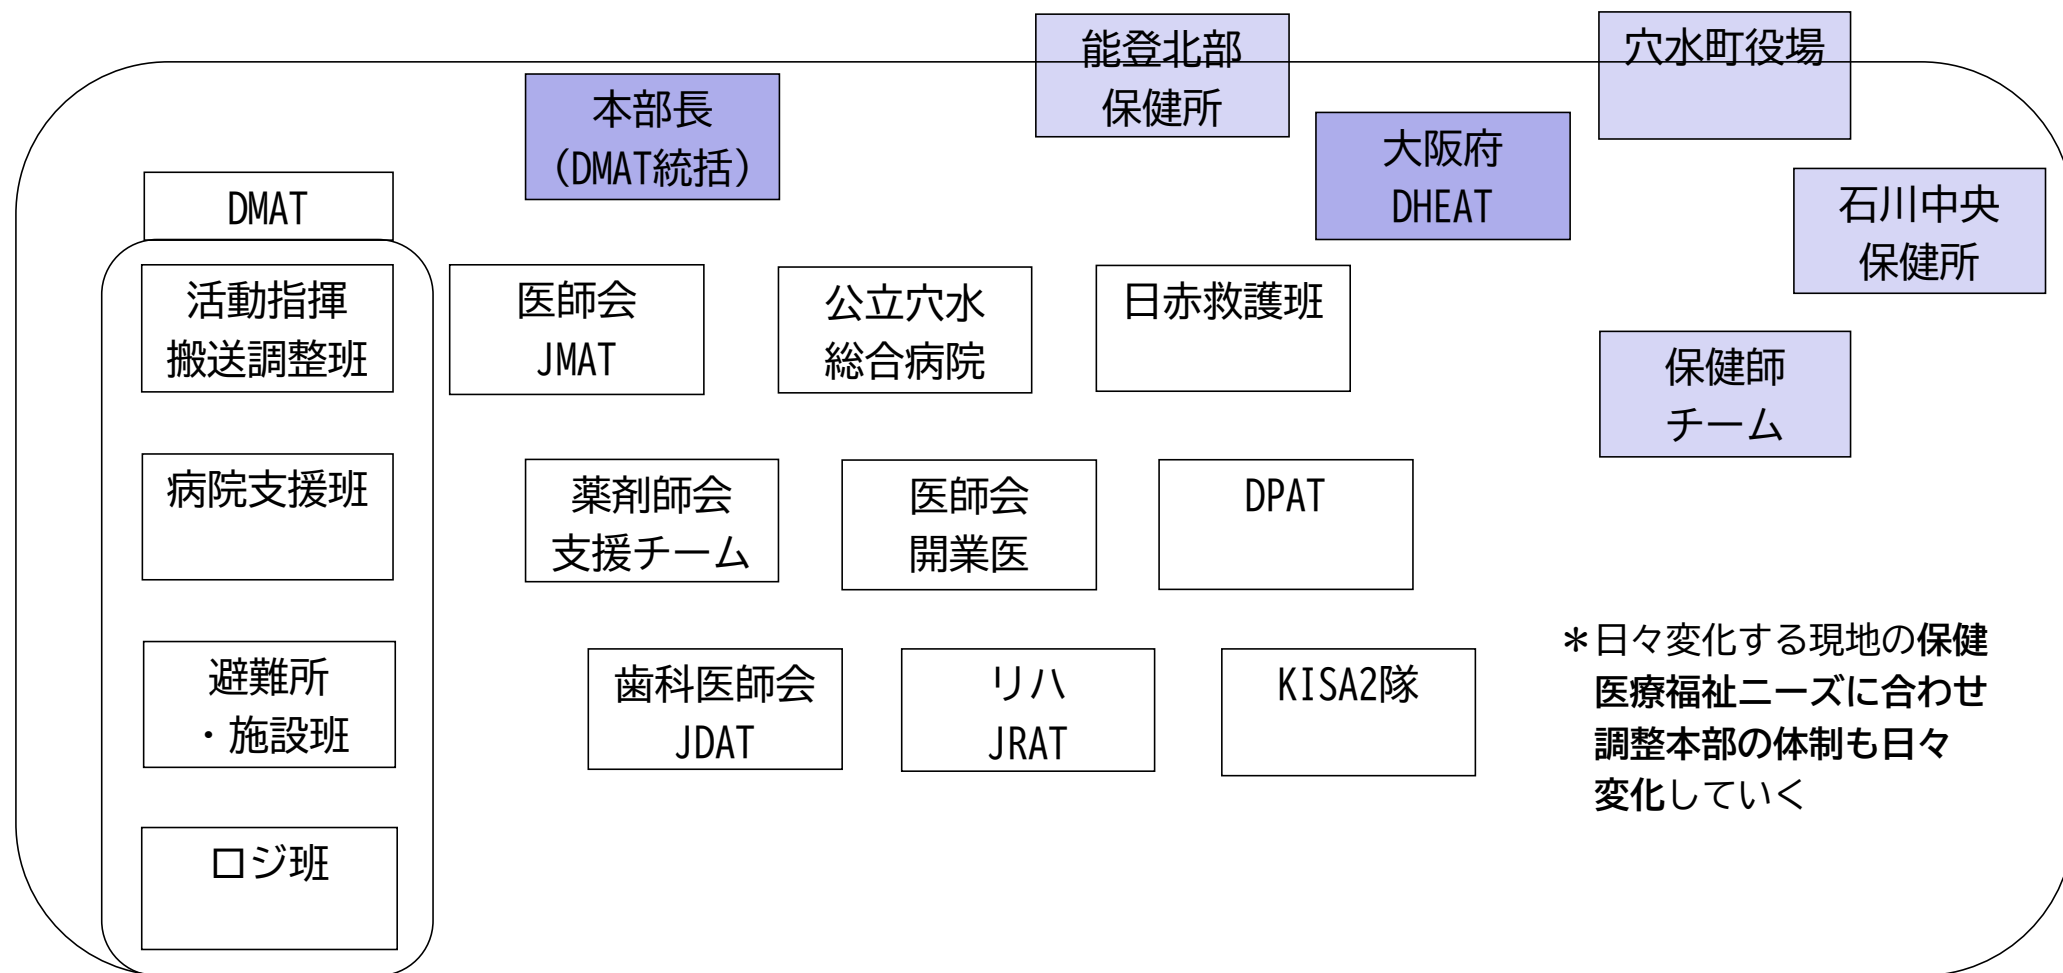 能登北部
保健所
穴水町役場
本部長
（DMAT統括）
大阪府
DHEAT
石川中央
保健所
DMAT
活動指揮
搬送調整班
医師会
JMAT
公立穴水
総合病院
日赤救護班
保健師
チーム
病院支援班
薬剤師会
支援チーム
医師会
開業医
DPAT
避難所
・施設班
歯科医師会
JDAT
リハ
JRAT
KISA2隊
＊日々変化する現地の保健
医療福祉ニーズに合わせ
調整本部の体制も日々
変化していく
ロジ班